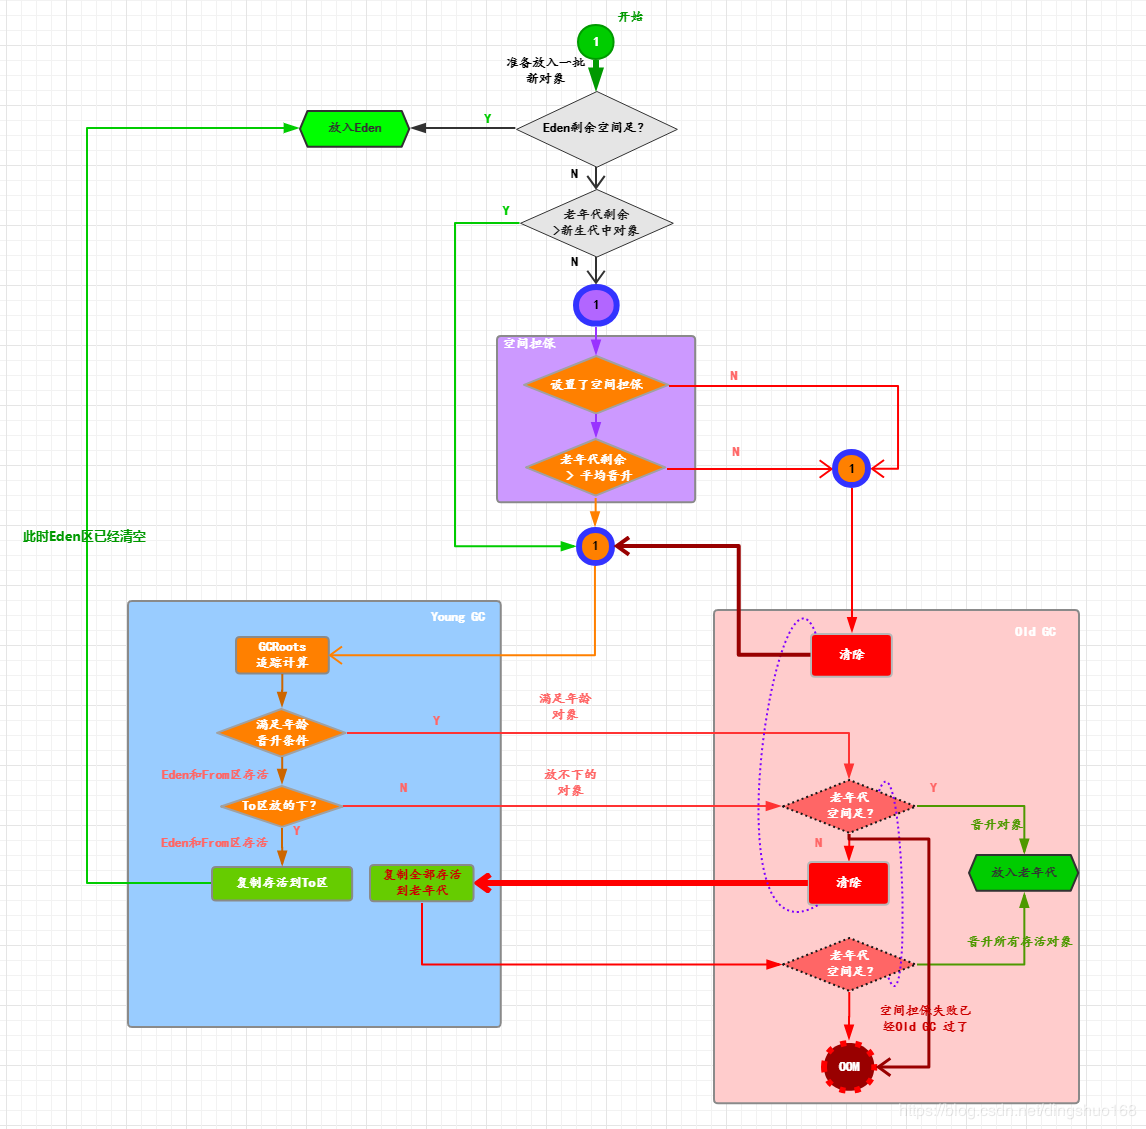 开始
1
准备放入一批
新对象
Eden剩余空间足?
Y
放入Eden
N
老年代剩余
>新生代中对象
Y
N
1
空间担保
设置了空间担保
N
老年代剩余
> 平均晋升
N
1
此时Eden区已经清空
1
Young GC
GCRoots
追踪计算
满足年龄
晋升条件
Y
满足年龄
对象
Eden和From区存活
To区放的下?
N
放不下的
对象
Y
Eden和From区存活
复制存活到To区
复制全部存活
到老年代
Old GC
清除
老年代
空间足?
Y
晋升对象
N
清除
放入老年代
晋升所有存活对象
老年代
空间足?
空间担保失败已
经Old GC 过了
OOM
https://blog.csdn.net/dingshuo168